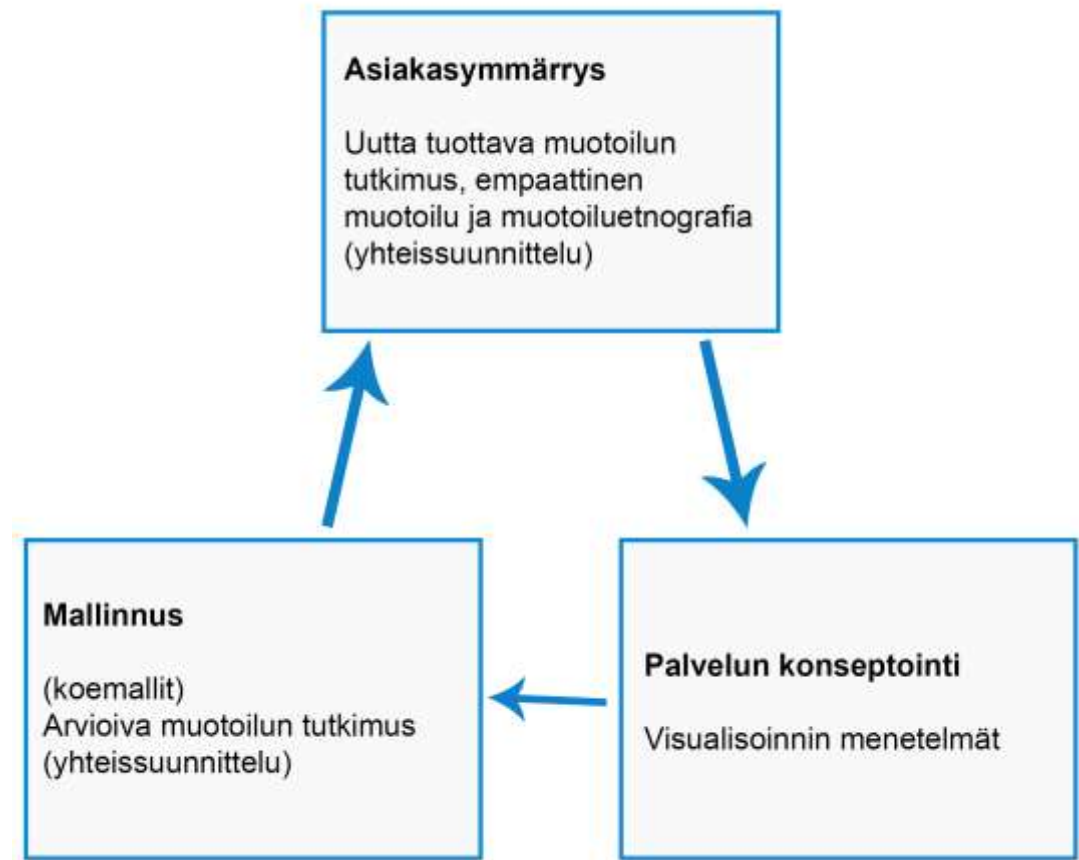 Asiakasymmärrys
Uutta tuottava muotoilun
tutkimus, empaattinen
muotoilu ja muotoiluetnografia
(yhteissuunnittelu)
Mallinnus
(koemallit)
Arvioiva muotoilun tutkimus
(yhteissuunnittelu)
Palvelun konseptointi
Visualisoinnin menetelmät